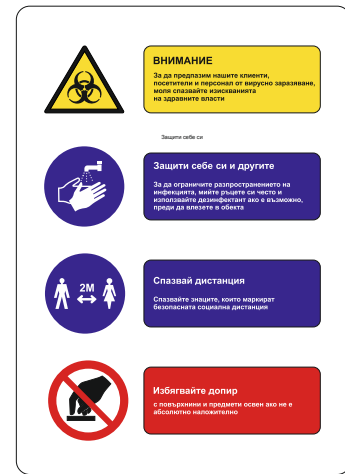 ВНИМАНИЕ
За да предпазим нашите клиенти,
посетители и персонал от вирусно заразяване,
моля спазвайте изискванията
на здравните власти
Защити себе си
Защити себе си и другите
За да ограничите разпространението на
инфекцията, мийте ръцете си често и
използвайте дезинфектант ако е възможно,
преди да влезете в обекта
2М
Спазвай дистанция
Спазвайте знаците, които маркират
безопасната социална дистанция
Избягвайте допир
с повърхнини и предмети освен ако не е
абсолютно наложително